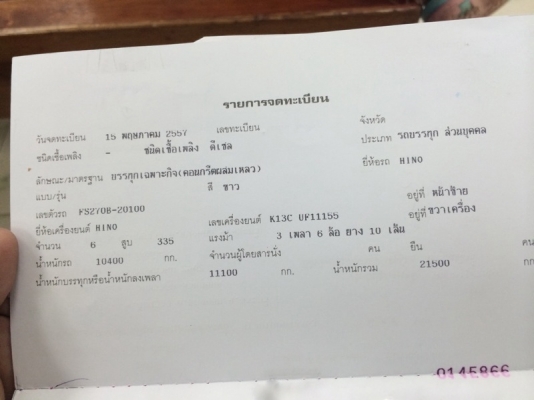 รายการจดทะเบียน
วันจดทะเบียน 15 พฤษภาคม 2557 เลขทะเบียน จังหวัด
ชนิดเชื้อเพลิง - ชนิดเชื้อเพลิง ดีเซล ประเภท รถบรรทุก ส่วนบุคคล
ลักษณะ/มาตรฐาน บรรทุกเฉพาะกิจ(คอนกรีตผสมเหลว) ยี่ห้อรถ HINO
แบบ/รุ่น สี ขาว
เลขตัวรถ FS270B-20100 อยู่ที่ หน้าซ้าย
ยี่ห้อเครื่องยนต์ HINO เลขเครื่องยนต์ K13C UF11155 อยู่ที่ ขวาเครื่อง
จำนวน 6 สูบ 335 แรงม้า 3 เพลา 6 ล้อ ยาง 10 เส้น
น้ำหนักรถ 10400 กก. จำนวนผู้โดยสารนั่ง คน ยืน คน
น้ำหนักบรรทุกหรือน้ำหนักลงเพลา 11100 กก. น้ำหนักรวม 21500 กก.
0145866